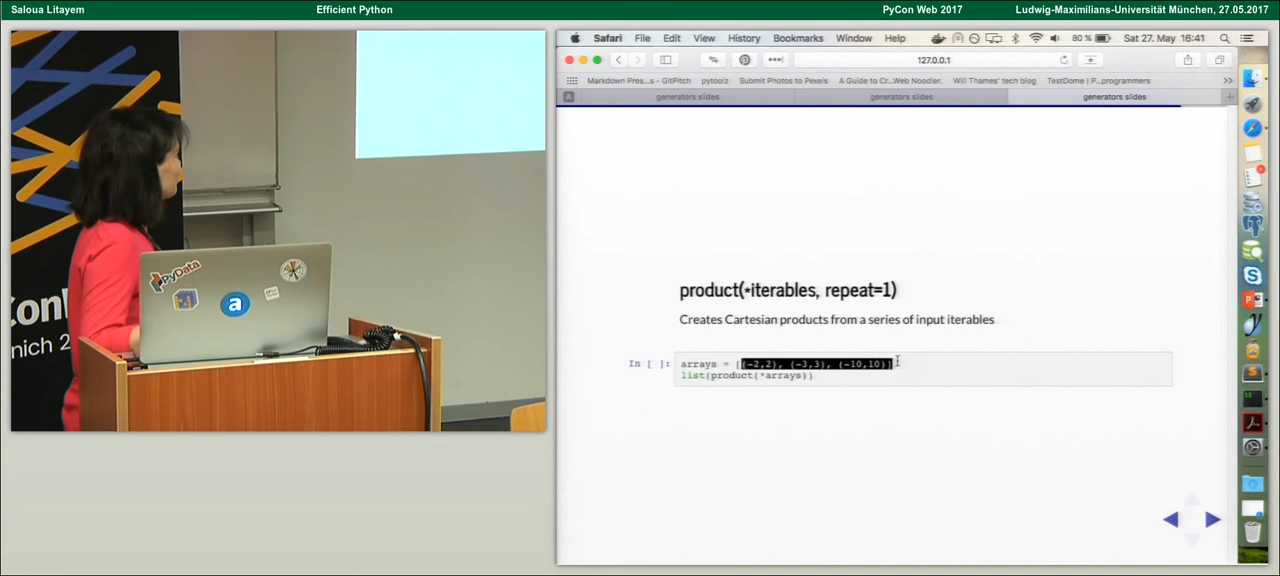 Saloua Litayem
Efficient Python
PyCon Web 2017
Ludwig-Maximilians-Universität München, 27.05.2017
Safari File Edit View History Bookmarks Window Help
80 % Sat 27. May 16:41
127.0.0.1
Markdown Pres...s - GitPitch pytooiz Submit Photos to Pexels A Guide to Cr...Web Noodler. Will Thames' tech blog TestDome | P...programmers
generators slides generators slides generators slides
product(*iterables, repeat=1)
Creates Cartesian products from a series of input iterables
In [ ]: arrays = [(-2,2), (-3,3), (-10,10)]
list(product(*arrays))
PyData
a
nich 2